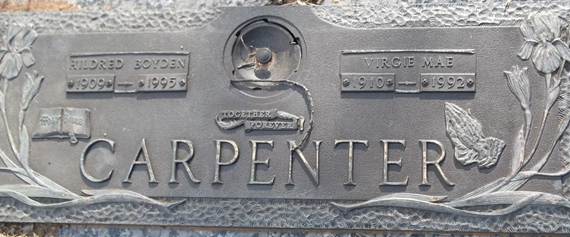 HILDRED BOYDEN
1909 — 1995
VIRGIE MAE
1910 — 1992
TOGETHER
FOREVER
CARPENTER